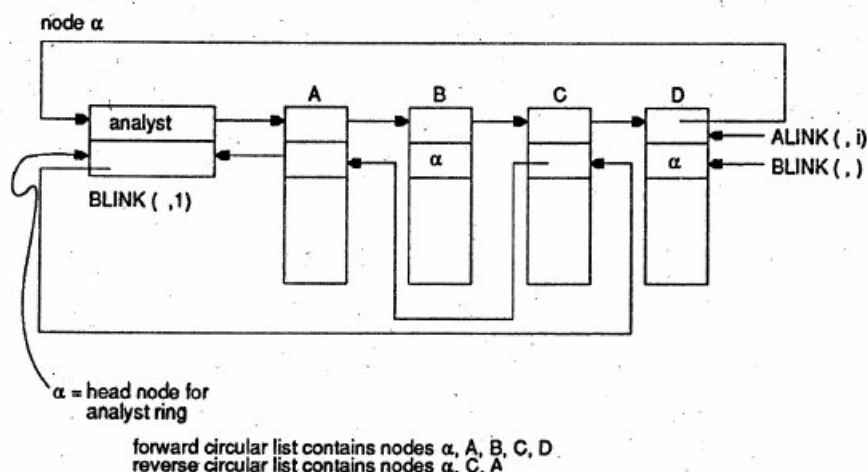 node α
A B C D
analyst
ALINK ( , i)
α α BLINK ( , )
BLINK ( ,1)
α = head node for
analyst ring
forward circular list contains nodes α, A, B, C, D
reverse circular list contains nodes α, C, A